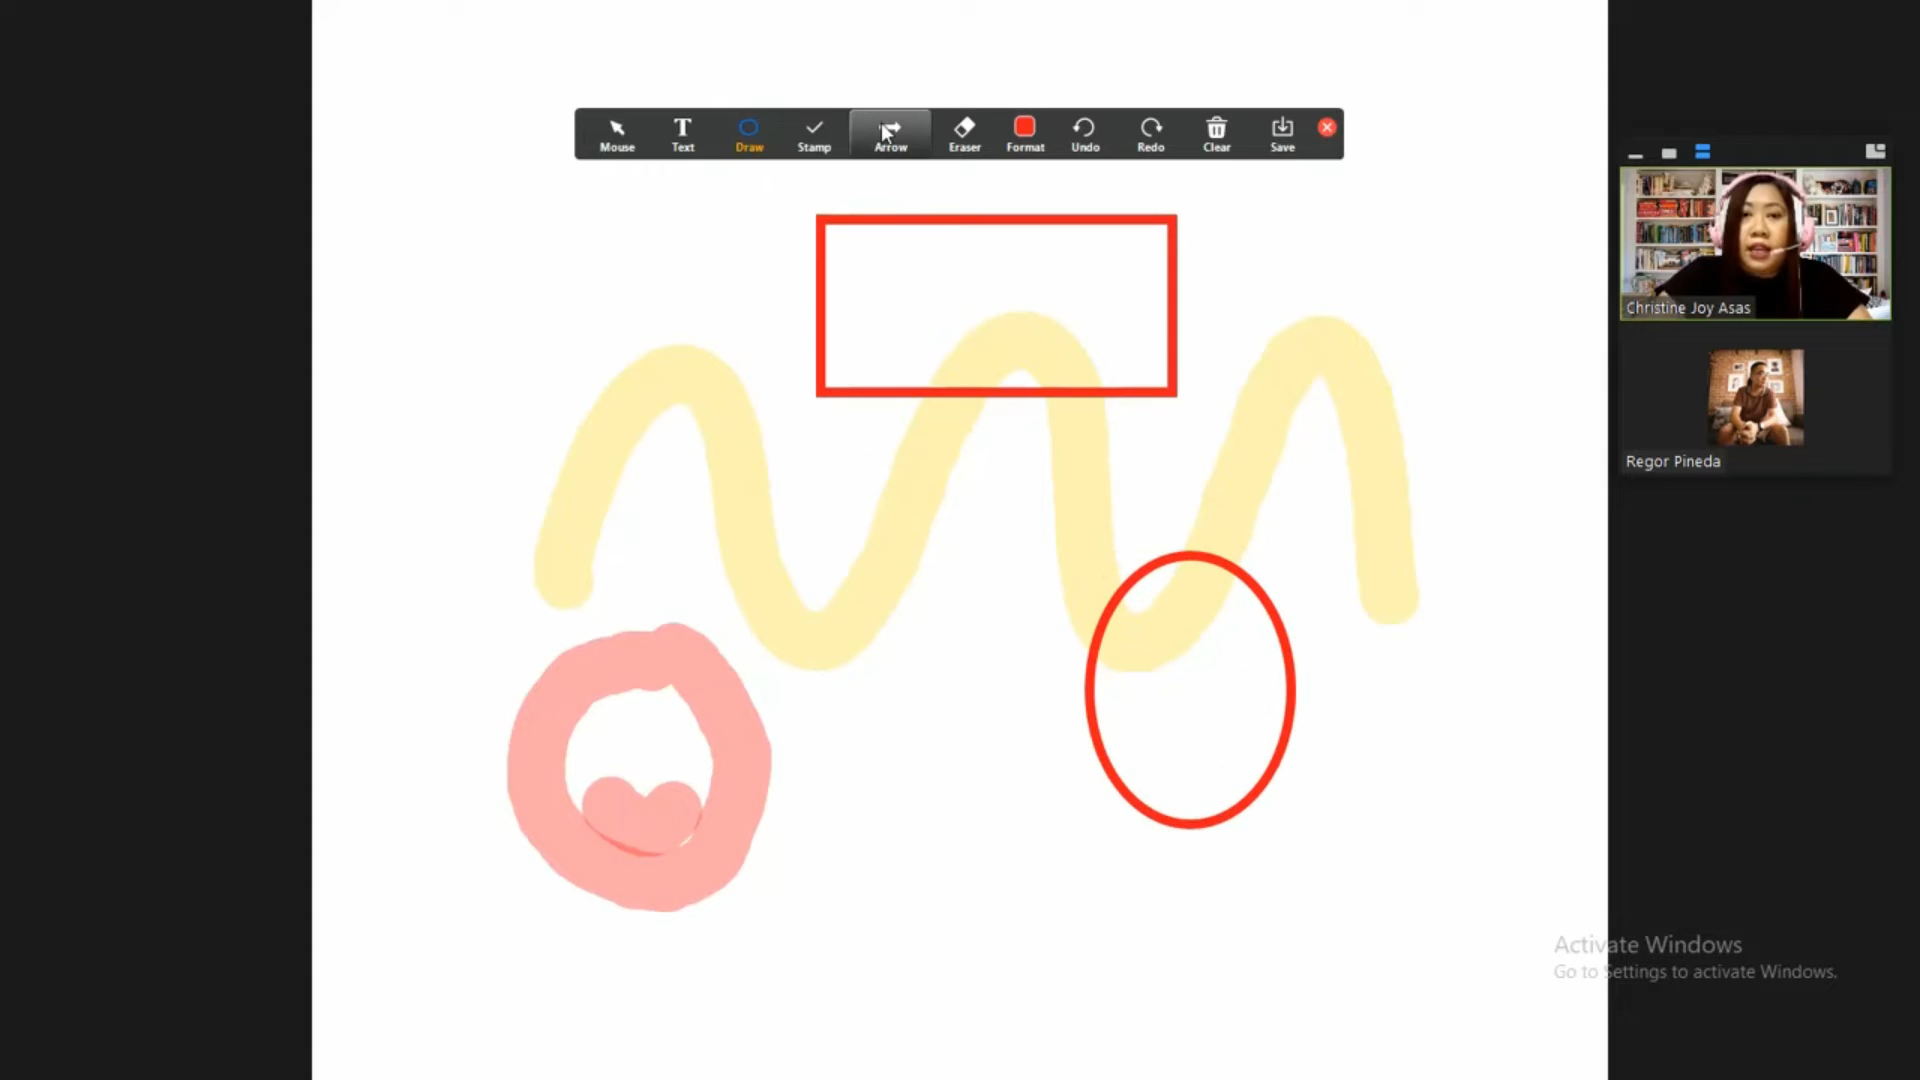 Mouse Text Draw Stamp Arrow Eraser Format Undo Redo Clear Save
Christine Joy Asas
Regor Pineda
Activate Windows
Go to Settings to activate Windows.